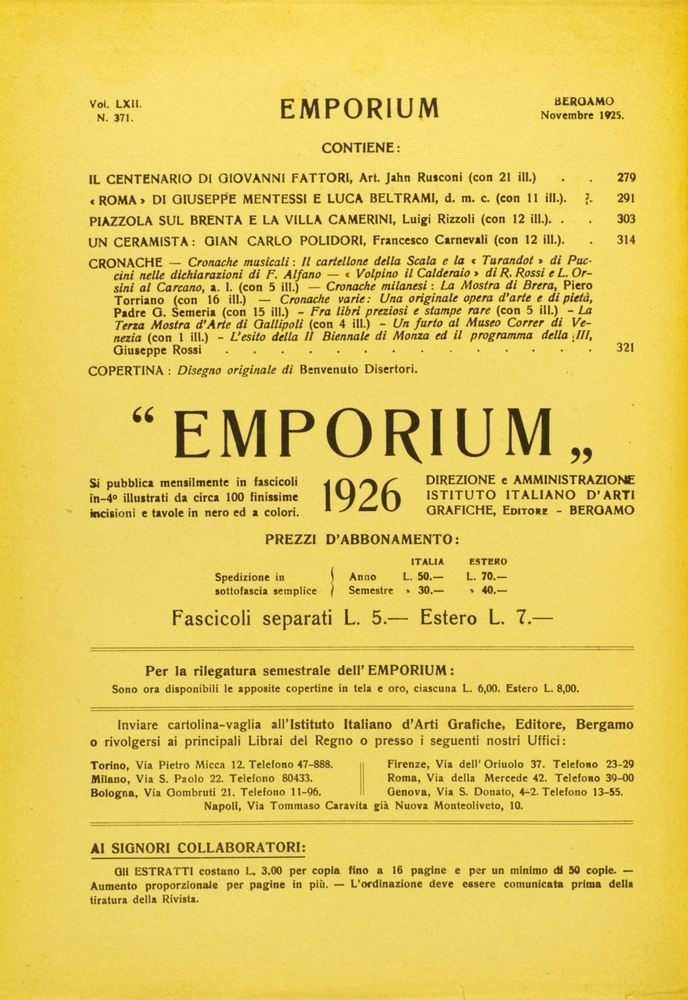 Vol. LXII.
N. 371.
EMPORIUM
BERGAMO
Novembre 1925.
CONTIENE:
IL CENTENARIO DI GIOVANNI FATTORI, Art. Jahn Rusconi (con 21 ill.) . . 279
« ROMA » DI GIUSEPPE MENTESSI E LUCA BELTRAMI, d. m. c. (con 11 ill.). 291
PIAZZOLA SUL BRENTA E LA VILLA CAMERINI, Luigi Rizzoli (con 12 ill.). . . 303
UN CERAMISTA: GIAN CARLO POLIDORI, Francesco Carnevali (con 12 ill.). . 314
CRONACHE — Cronache musicali: Il cartellone della Scala e la « Turandot » di Puc-
cini nelle dichiarazioni di F. Alfano — « Volpino il Calderaio » di R. Rossi e L. Or-
sini al Carcano, a. l. (con 5 ill.) — Cronache milanesi: La Mostra di Brera, Piero
Torriano (con 16 ill.) — Cronache varie: Una originale opera d'arte e di pietà,
Padre G. Semeria (con 15 ill.) – Fra libri preziosi e stampe rare (con 5 ill.) – La
Terza Mostra d'Arte di Gallipoli (con 4 ill.) – Un furto al Museo Correr di Ve-
nezia (con 1 ill.) – L'esito della II Biennale di Monza ed il programma della III,
Giuseppe Rossi . . . . . . . . . . . . . . 321
COPERTINA: Disegno originale di Benvenuto Disertori.
“ EMPORIUM „
Si pubblica mensilmente in fascicoli
in-4° illustrati da circa 100 finissime
incisioni e tavole in nero ed a colori.
1926
DIREZIONE e AMMINISTRAZIONE
ISTITUTO ITALIANO D'ARTI
GRAFICHE, EDITORE - BERGAMO
PREZZI D'ABBONAMENTO:
ITALIA ESTERO
Spedizione in Anno L. 50.— L. 70.—
sottofascia semplice Semestre » 30.— » 40.—
Fascicoli separati L. 5.— Estero L. 7.—
Per la rilegatura semestrale dell' EMPORIUM:
Sono ora disponibili le apposite copertine in tela e oro, ciascuna L. 6,00. Estero L. 8,00.
Inviare cartolina-vaglia all'Istituto Italiano d'Arti Grafiche, Editore, Bergamo
o rivolgersi ai principali Librai del Regno o presso i seguenti nostri Uffici:
Torino, Via Pietro Micca 12. Telefono 47-888.
Milano, Via S. Paolo 22. Telefono 80433.
Bologna, Via Gombruti 21. Telefono 11-96.
Firenze, Via dell' Oriuolo 37. Telefono 23-29
Roma, Via della Mercede 42. Telefono 39-00
Genova, Via S. Donato, 4-2. Telefono 13-55.
Napoli, Via Tommaso Caravita già Nuova Monteoliveto, 10.
AI SIGNORI COLLABORATORI:
Gli ESTRATTI costano L. 3.00 per copia fino a 16 pagine e per un minimo di 50 copie. —
Aumento proporzionale per pagine in più. — L'ordinazione deve essere comunicata prima della
tiratura della Rivista.